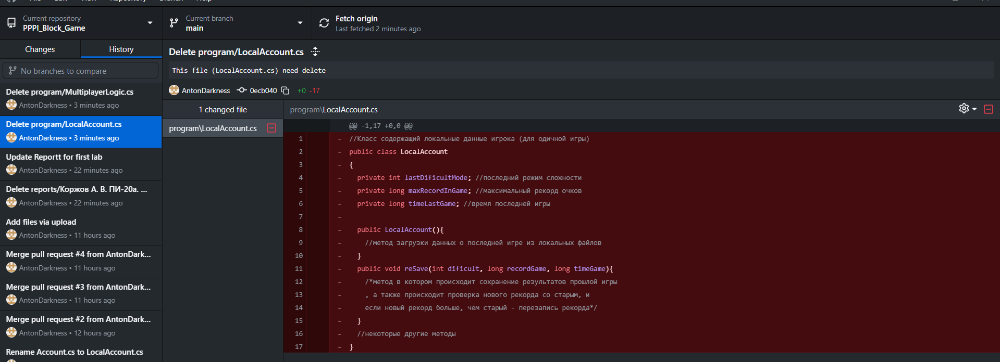 File Edit View Repository Branch Help
Current repository
PPPI_Block_Game
Current branch
main
Fetch origin
Last fetched 2 minutes ago
Changes
History
No branches to compare
Delete program/MultiplayerLogic.cs
AntonDarkness • 3 minutes ago
Delete program/LocalAccount.cs
AntonDarkness • 3 minutes ago
Update Reportt for first lab
AntonDarkness • 22 minutes ago
Delete reports/Коржов А. В. ПИ-20а. ...
AntonDarkness • 22 minutes ago
Add files via upload
AntonDarkness • 11 hours ago
Merge pull request #4 from AntonDark...
AntonDarkness • 11 hours ago
Merge pull request #3 from AntonDark...
AntonDarkness • 11 hours ago
Merge pull request #2 from AntonDark...
AntonDarkness • 12 hours ago
Rename Account.cs to LocalAccount.cs
Delete program/LocalAccount.cs
This file (LocalAccount.cs) need delete
AntonDarkness 0ecb040 +0 -17
1 changed file
program\LocalAccount.cs
program\LocalAccount.cs
@@ -1,17 +0,0 @@
1 - //Класс содержащий локальные данные игрока (для одичной игры)
2 - public class LocalAccount
3 - {
4 - private int lastDificultMode; //последний режим сложности
5 - private long maxRecordInGame; //максимальный рекорд очков
6 - private long timeLastGame; //время последней игры
7 -
8 - public LocalAccount(){
9 - //метод загрузки данных о последней игре из локальных файлов
10 - }
11 - public void reSave(int dificult, long recordGame, long timeGame){
12 - /*метод в котором происходит сохранение результатов прошлой игры
13 - , а также происходит проверка нового рекорда со старым, и
14 - если новый рекорд больше, чем старый - перезапись рекорда*/
15 - }
16 - //некоторые другие методы
17 - }